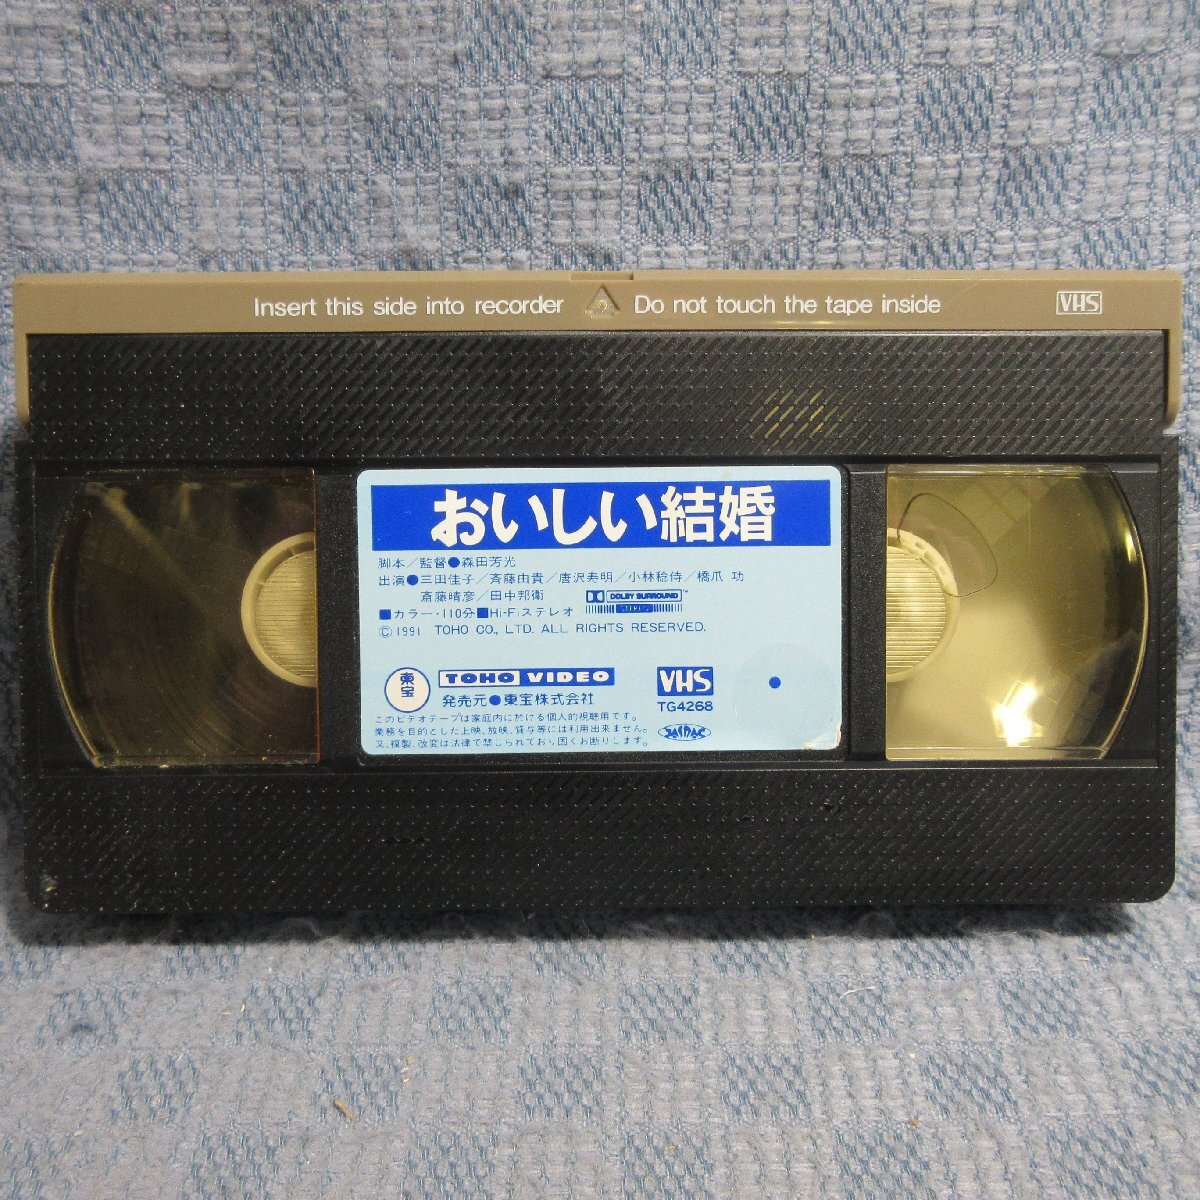 Insert this side into recorder Do not touch the tape inside VHS
おいしい結婚
脚本／監督●森田芳光
出演●三田佳子／斉藤由貴／唐沢寿明／小林稔侍／橋爪 功
斎藤晴彦／田中邦衛
DOLBY SURROUND
■カラー・110分■Hi-Fiステレオ
©1991 TOHO CO., LTD. ALL RIGHTS RESERVED.
東宝 TOHO VIDEO VHS
発売元●東宝株式会社 TG4268
このビデオテープは家庭内に於ける個人的視聴用です。
業務を目的とした上映、放映、貸与等には利用出来ません。
又、複製、改変は法律で禁じられており固くお断りします。